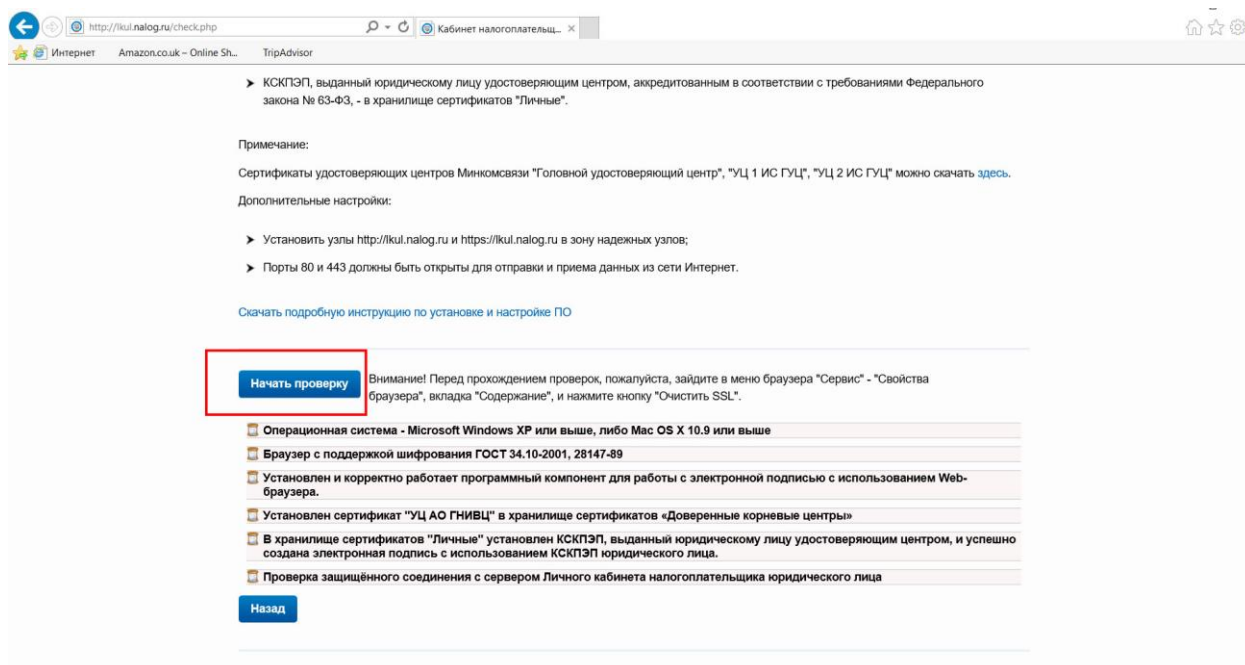 http://lkul.nalog.ru/check.php
Кабинет налогоплательщ...
Интернет Amazon.co.uk – Online Sh... TripAdvisor
КСКПЭП, выданный юридическому лицу удостоверяющим центром, аккредитованным в соответствии с требованиями Федерального
закона № 63-ФЗ, - в хранилище сертификатов "Личные".
Примечание:
Сертификаты удостоверяющих центров Минкомсвязи "Головной удостоверяющий центр", "УЦ 1 ИС ГУЦ", "УЦ 2 ИС ГУЦ" можно скачать здесь.
Дополнительные настройки:
Установить узлы http://lkul.nalog.ru и https://lkul.nalog.ru в зону надежных узлов;
Порты 80 и 443 должны быть открыты для отправки и приема данных из сети Интернет.
Скачать подробную инструкцию по установке и настройке ПО
Начать проверку
Внимание! Перед прохождением проверок, пожалуйста, зайдите в меню браузера "Сервис" - "Свойства
браузера", вкладка "Содержание", и нажмите кнопку "Очистить SSL".
Операционная система - Microsoft Windows XP или выше, либо Mac OS X 10.9 или выше
Браузер с поддержкой шифрования ГОСТ 34.10-2001, 28147-89
Установлен и корректно работает программный компонент для работы с электронной подписью с использованием Web-
браузера.
Установлен сертификат "УЦ АО ГНИВЦ" в хранилище сертификатов «Доверенные корневые центры»
В хранилище сертификатов "Личные" установлен КСКПЭП, выданный юридическому лицу удостоверяющим центром, и успешно
создана электронная подпись с использованием КСКПЭП юридического лица.
Проверка защищённого соединения с сервером Личного кабинета налогоплательщика юридического лица
Назад